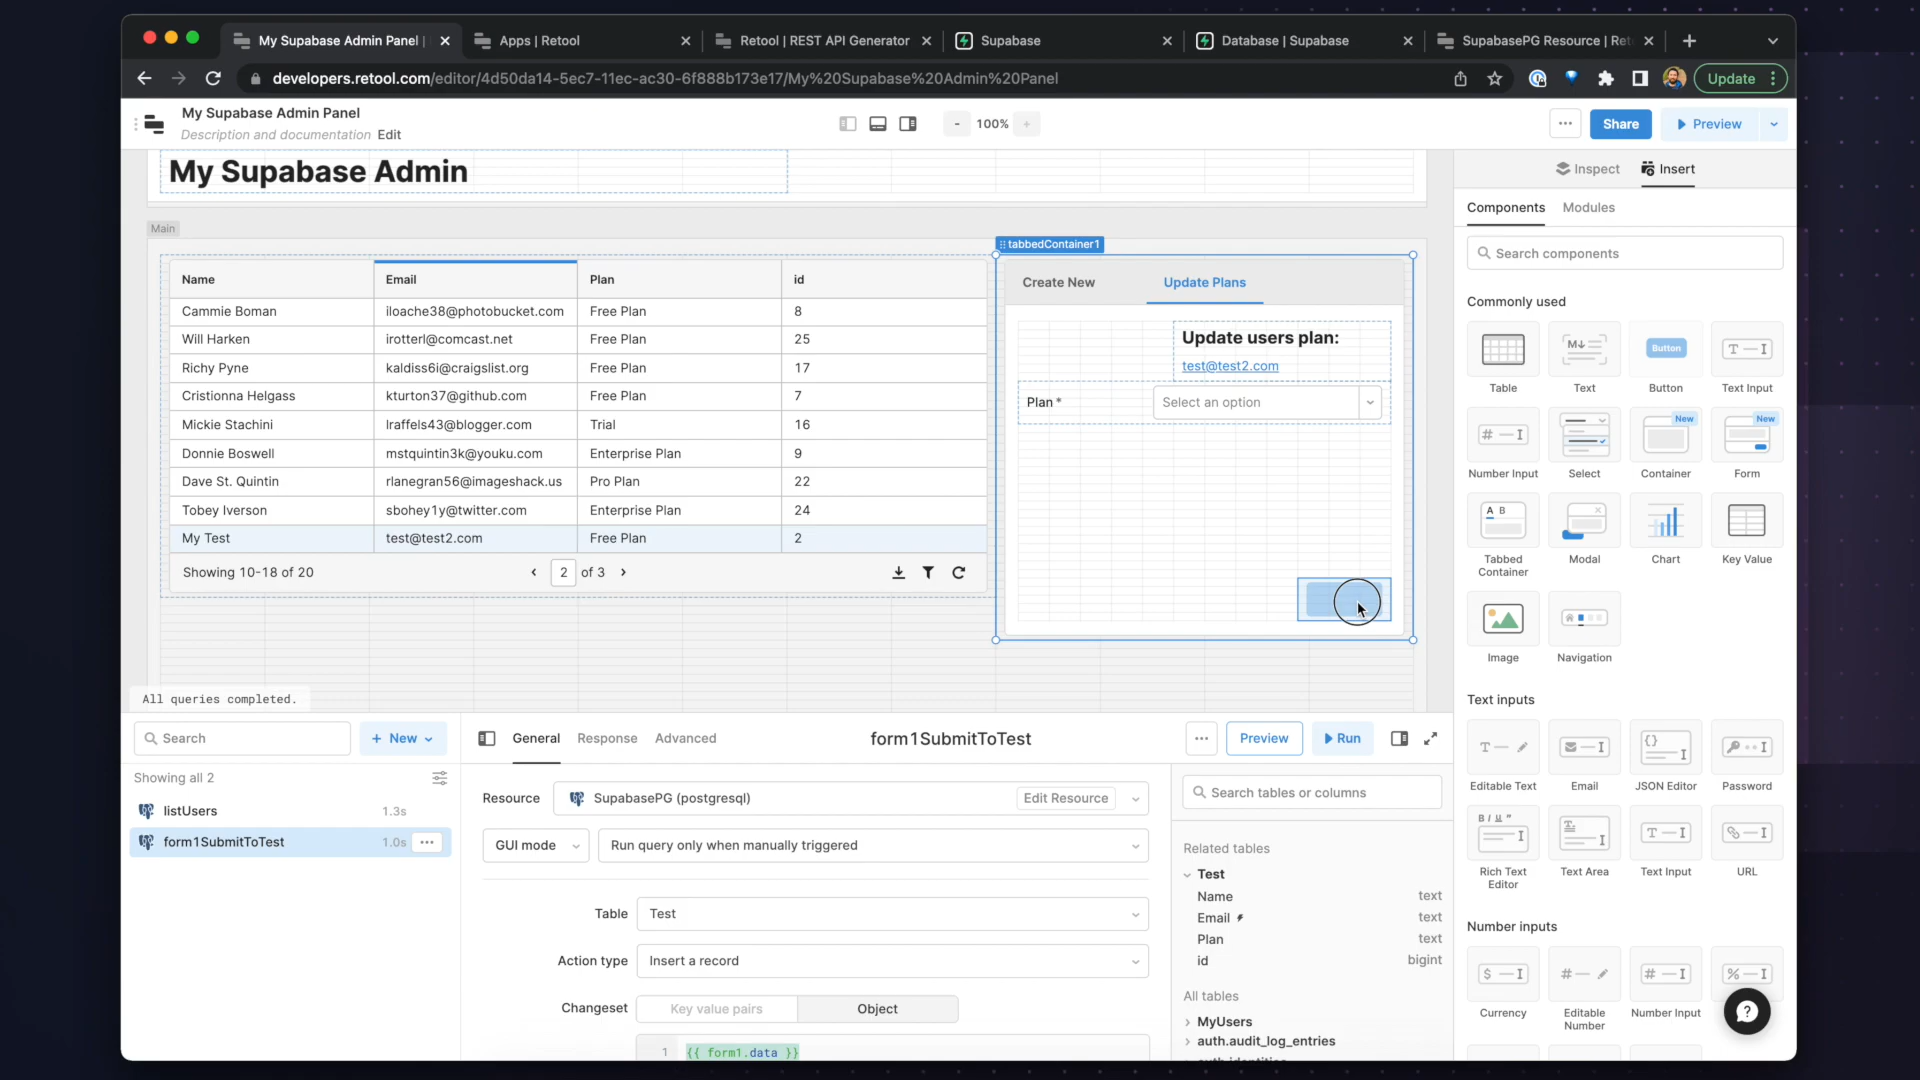 My Supabase Admin Panel |
Apps | Retool
Retool | REST API Generator
Supabase
Database | Supabase
SupabasePG Resource | Ret
developers.retool.com/editor/4d50da14-5ec7-11ec-ac30-6f888b173e17/My%20Supabase%20Admin%20Panel
Update
My Supabase Admin Panel
Description and documentation Edit
- 100% +
Share
Preview
My Supabase Admin
Main
tabbedContainer1
Name Email Plan id
Cammie Boman iloache38@photobucket.com Free Plan 8
Will Harken irotterl@comcast.net Free Plan 25
Richy Pyne kaldiss6i@craigslist.org Free Plan 17
Cristionna Helgass kturton37@github.com Free Plan 7
Mickie Stachini lraffels43@blogger.com Trial 16
Donnie Boswell mstquintin3k@youku.com Enterprise Plan 9
Dave St. Quintin rlanegran56@imageshack.us Pro Plan 22
Tobey Iverson sbohey1y@twitter.com Enterprise Plan 24
My Test test@test2.com Free Plan 2
Showing 10-18 of 20
2 of 3
Create New
Update Plans
Update users plan:
test@test2.com
Plan *
Select an option
All queries completed.
Search
+ New
Showing all 2
listUsers 1.3s
form1SubmitToTest 1.0s
General Response Advanced
form1SubmitToTest
Preview
Run
Resource
SupabasePG (postgresql)
Edit Resource
GUI mode
Run query only when manually triggered
Table
Test
Action type
Insert a record
Changeset
Key value pairs
Object
1 {{ form1.data }}
Search tables or columns
Related tables
Test
Name text
Email text
Plan text
id bigint
All tables
MyUsers
auth.audit_log_entries
auth.identities
Inspect
Insert
Components
Modules
Search components
Commonly used
M↓
Button
Table
Text
Button
Text Input
New
New
Number Input
Select
Container
Form
A B
Tabbed Container
Modal
Chart
Key Value
Image
Navigation
Text inputs
Editable Text
Email
JSON Editor
Password
B I U "
Rich Text Editor
Text Area
Text Input
URL
Number inputs
Currency
Editable Number
Number Input